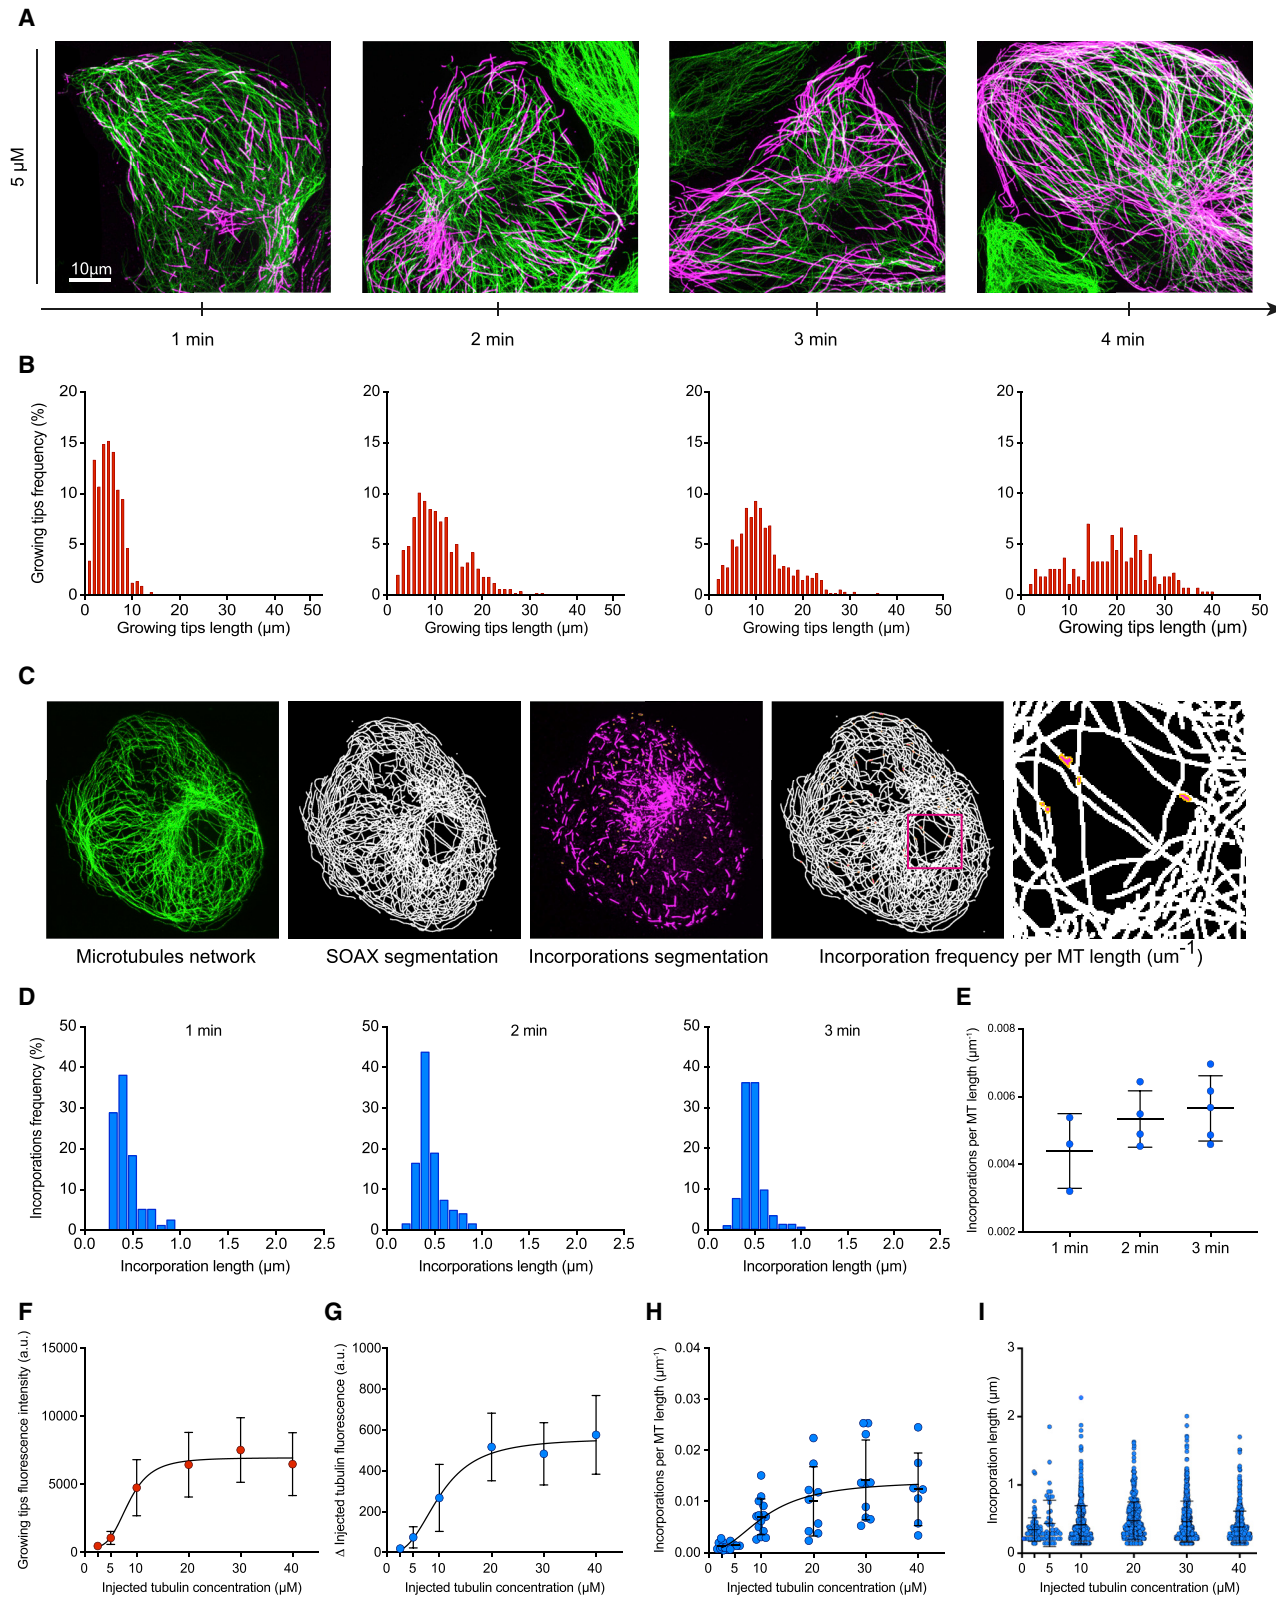 A
5 µM
10µm
1 min 2 min 3 min 4 min
B
Growing tips frequency (%)
20 15 10 5 0
0 10 20 30 40 50
Growing tips length (µm)
20 15 10 5 0
0 10 20 30 40 50
Growing tips length (µm)
20 15 10 5 0
0 10 20 30 40 50
Growing tips length (µm)
20 15 10 5 0
0 10 20 30 40 50
Growing tips length (µm)
C
Microtubules network
SOAX segmentation
Incorporations segmentation
Incorporation frequency per MT length (um-1)
D
Incorporations frequency (%)
1 min
50 40 30 20 10 0
0.0 0.5 1.0 1.5 2.0 2.5
Incorporation length (µm)
2 min
50 40 30 20 10 0
0.0 0.5 1.0 1.5 2.0 2.5
Incorporations length (µm)
3 min
50 40 30 20 10 0
0.0 0.5 1.0 1.5 2.0 2.5
Incorporation length (µm)
E
Incorporations per MT length (µm-1)
0.008 0.006 0.004 0.002
1 min 2 min 3 min
F
Growing tips fluorescence intensity (a.u.)
15000 10000 5000 0
0 5 10 20 30 40
Injected tubulin concentration (µM)
G
Δ Injected tubulin fluorescence (a.u.)
1000 800 600 400 200 0
0 5 10 20 30 40
Injected tubulin concentration (µM)
H
Incorporations per MT length (µm-1)
0.04 0.03 0.02 0.01 0.00
0 5 10 20 30 40
Injected tubulin concentration (µM)
I
Incorporation length (µm)
3 2 1 0
0 5 10 20 30 40
Injected tubulin concentration (µM)